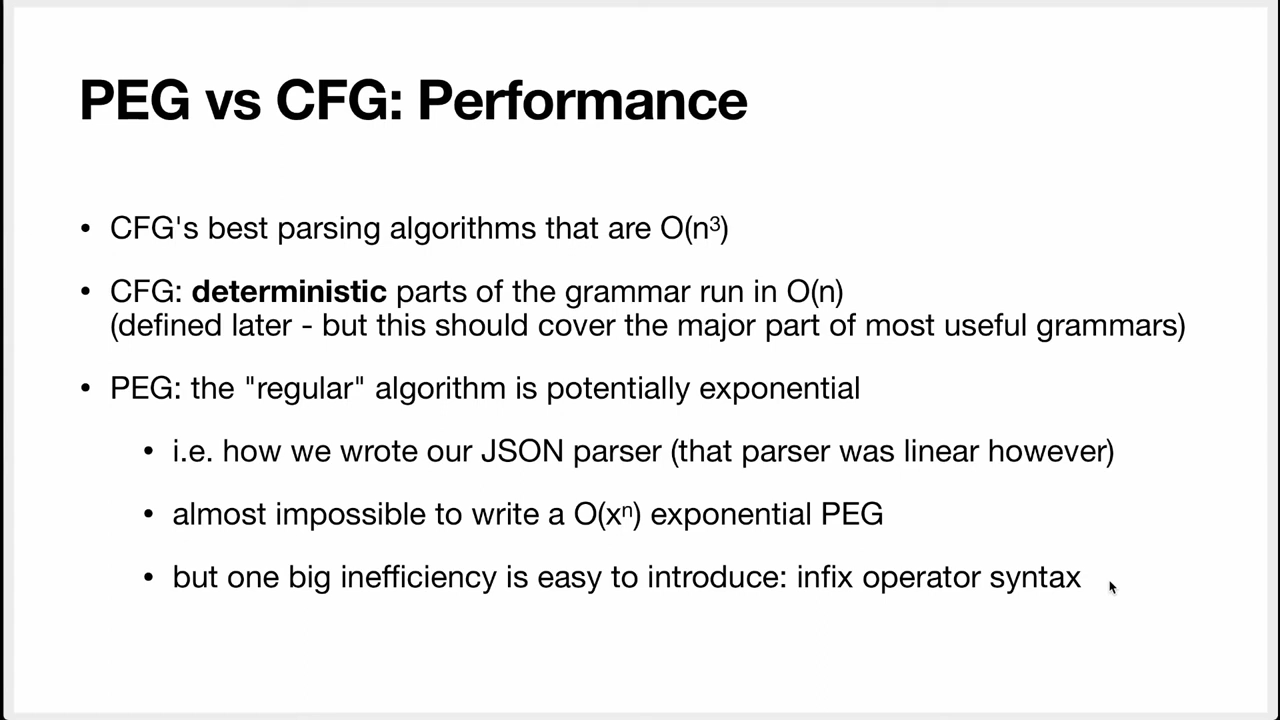 PEG vs CFG: Performance
• CFG's best parsing algorithms that are O(n³)
• CFG: deterministic parts of the grammar run in O(n)
(defined later - but this should cover the major part of most useful grammars)
• PEG: the "regular" algorithm is potentially exponential
• i.e. how we wrote our JSON parser (that parser was linear however)
• almost impossible to write a O(xⁿ) exponential PEG
• but one big inefficiency is easy to introduce: infix operator syntax